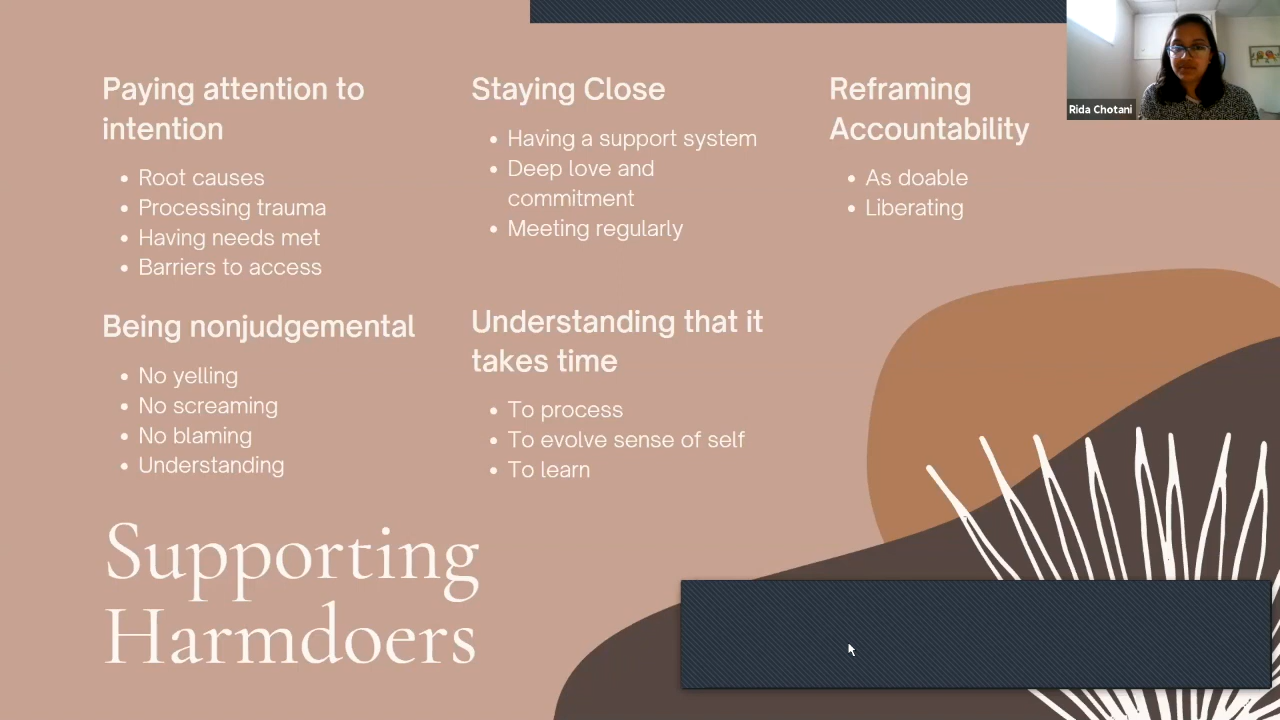 Paying attention to
intention
• Root causes
• Processing trauma
• Having needs met
• Barriers to access
Being nonjudgemental
• No yelling
• No screaming
• No blaming
• Understanding
Staying Close
• Having a support system
• Deep love and
commitment
• Meeting regularly
Understanding that it
takes time
• To process
• To evolve sense of self
• To learn
Reframing
Accountability
• As doable
• Liberating
Supporting
Harmdoers
Rida Chotani